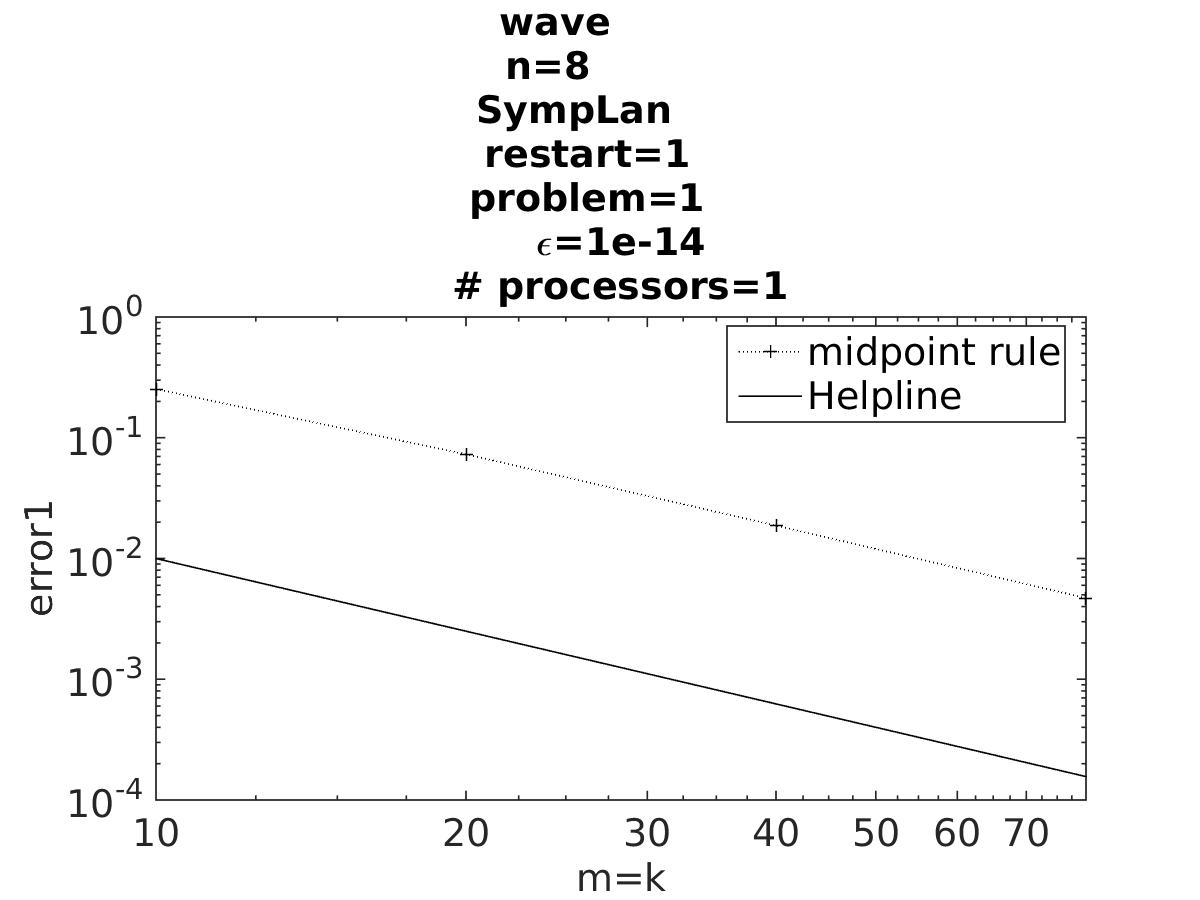 wave
n=8
SympLan
restart=1
problem=1
ϵ=1e-14
# processors=1
10^0
10^-1
10^-2
10^-3
10^-4
error1
midpoint rule
Helpline
10 20 30 40 50 60 70
m=k